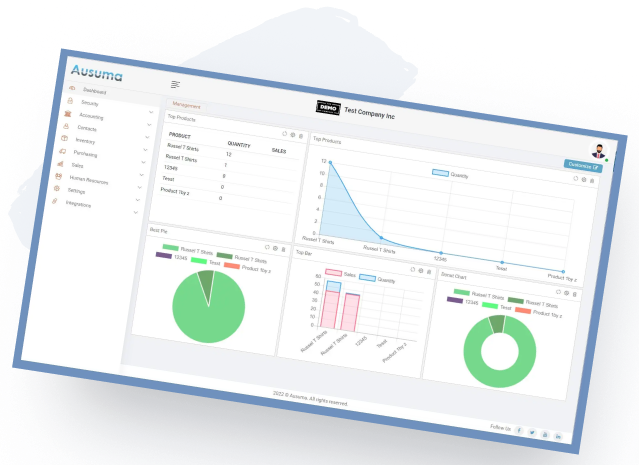 Ausuma
DEMO
Test Company Inc
Customize
Dashboard
Security
Accounting
Contacts
Inventory
Purchasing
Sales
Human Resources
Settings
Integrations
Management
Top Products
PRODUCT QUANTITY SALES
Russel T Shirts 12
Russel T Shirts 1
12345 0
Tesst 0
Product Toy z 0
Top Products
Quantity
12
10
8
6
4
2
0
Russel T Shirts
Russel T Shirts
12345
Tesst
Product Toy z
Best Pie
Russel T Shirts
Russel T Shirts
12345
Tesst
Product Toy z
Top Bar
Sales
Quantity
60
50
40
30
20
10
0
Russel T Shirts
Russel T Shirts
12345
Tesst
Product Toy z
Donut Chart
Russel T Shirts
Russel T Shirts
12345
Tesst
Product Toy z
2022 © Ausuma. All rights reserved
Follow Us